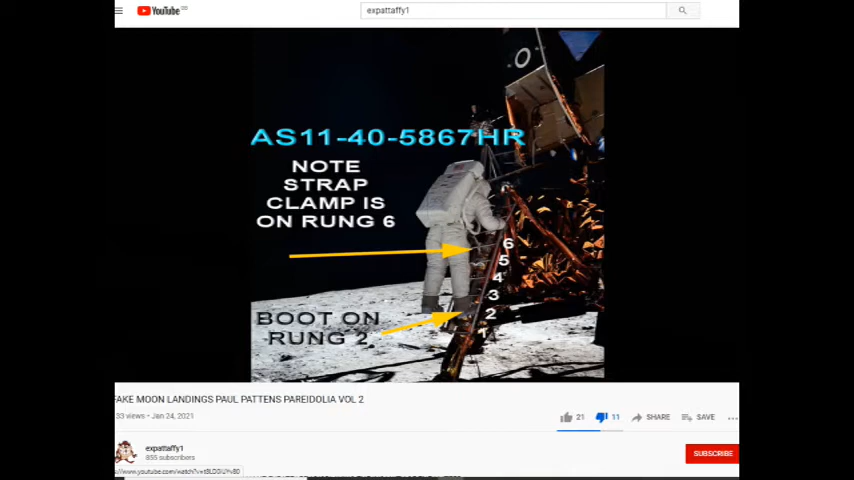 YouTube
expattaffy1
AS11-40-5867HR
NOTE
STRAP
CLAMP IS
ON RUNG 6
6
5
4
3
2
1
BOOT ON
RUNG 2
FAKE MOON LANDINGS PAUL PATTENS PAREIDOLIA VOL 2
33 views • Jan 24, 2021
21
11
SHARE
SAVE
expattaffy1
855 subscribers
SUBSCRIBE